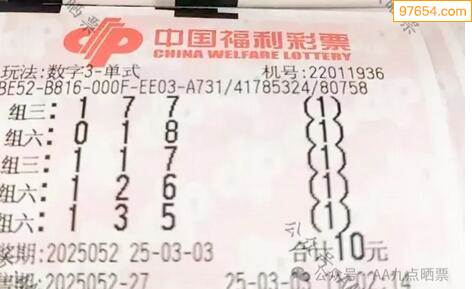 97654.com
中国福利彩票
CHINA WELFARE LOTTERY
玩法:数字3-单式 机号:22011936
BE52-B816-000F-EE03-A731/41785324/80758
组三: 1 7 7 (1)
组六: 0 1 8 (1)
组三: 1 1 7 (1)
组六: 1 2 6 (1)
组六: 1 3 5 (1)
奖期:2025052 25-03-03 合计10元
2025052-27 25-03-03 02:14
公众号·AA九点晒票